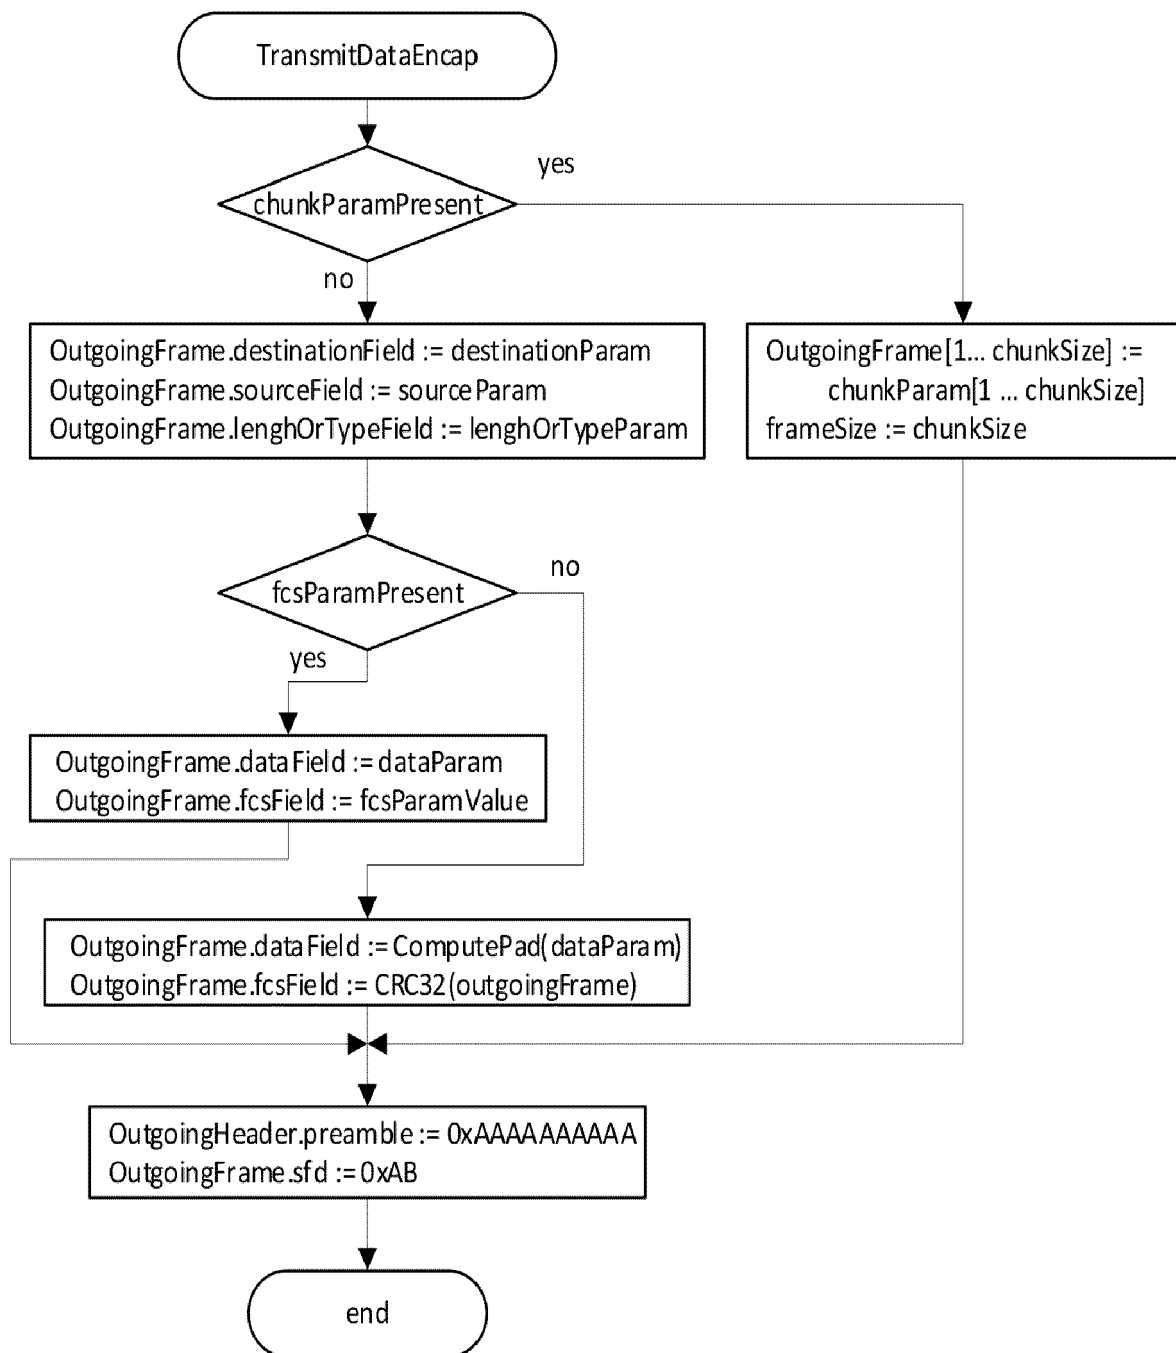 TransmitDataEncap
yes
chunkParamPresent
no
OutgoingFrame.destinationField := destinationParam
OutgoingFrame.sourceField := sourceParam
OutgoingFrame.lenghOrTypeField := lenghOrTypeParam
OutgoingFrame[1... chunkSize] :=
chunkParam[1 ... chunkSize]
frameSize := chunkSize
no
fcsParamPresent
yes
OutgoingFrame.dataField := dataParam
OutgoingFrame.fcsField := fcsParamValue
OutgoingFrame.dataField := ComputePad(dataParam)
OutgoingFrame.fcsField := CRC32(outgoingFrame)
OutgoingHeader.preamble := 0xAAAAAAAAAA
OutgoingFrame.sfd := 0xAB
end